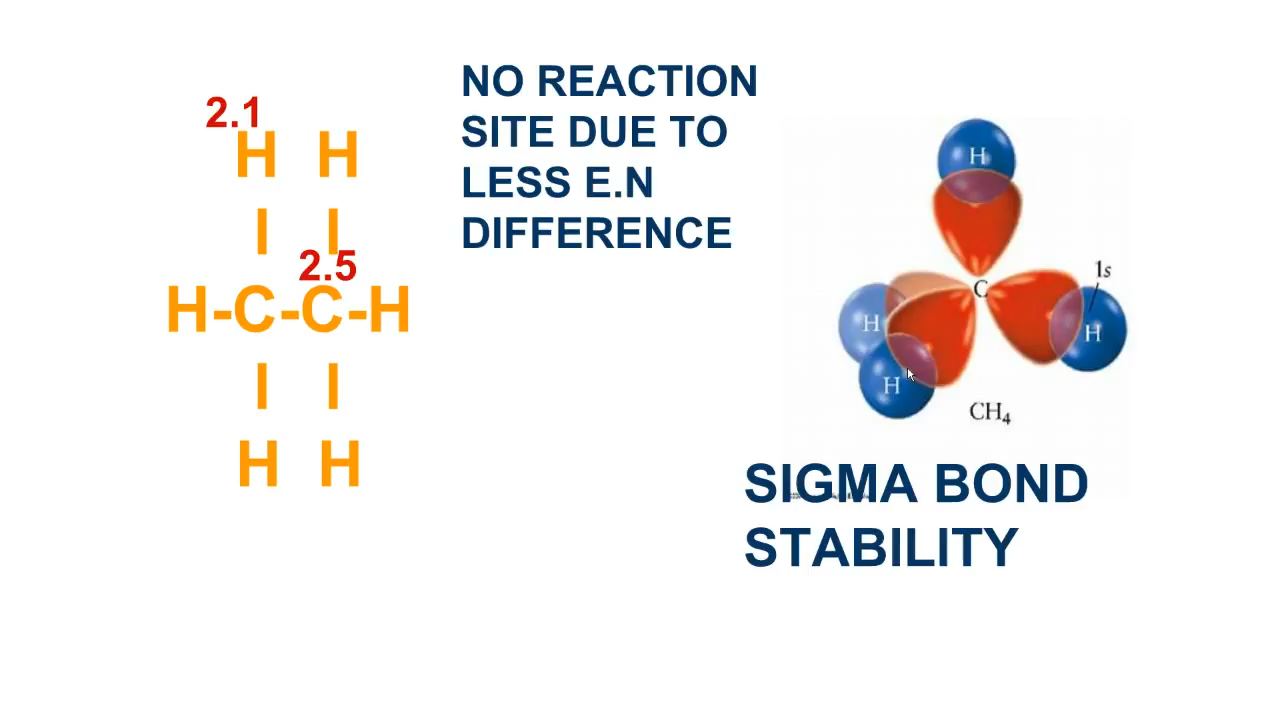 2.1
H H
I I
2.5
H-C-C-H
I I
H H
NO REACTION
SITE DUE TO
LESS E.N
DIFFERENCE
H
1s
C
H
H
H
CH₄
SIGMA BOND
STABILITY